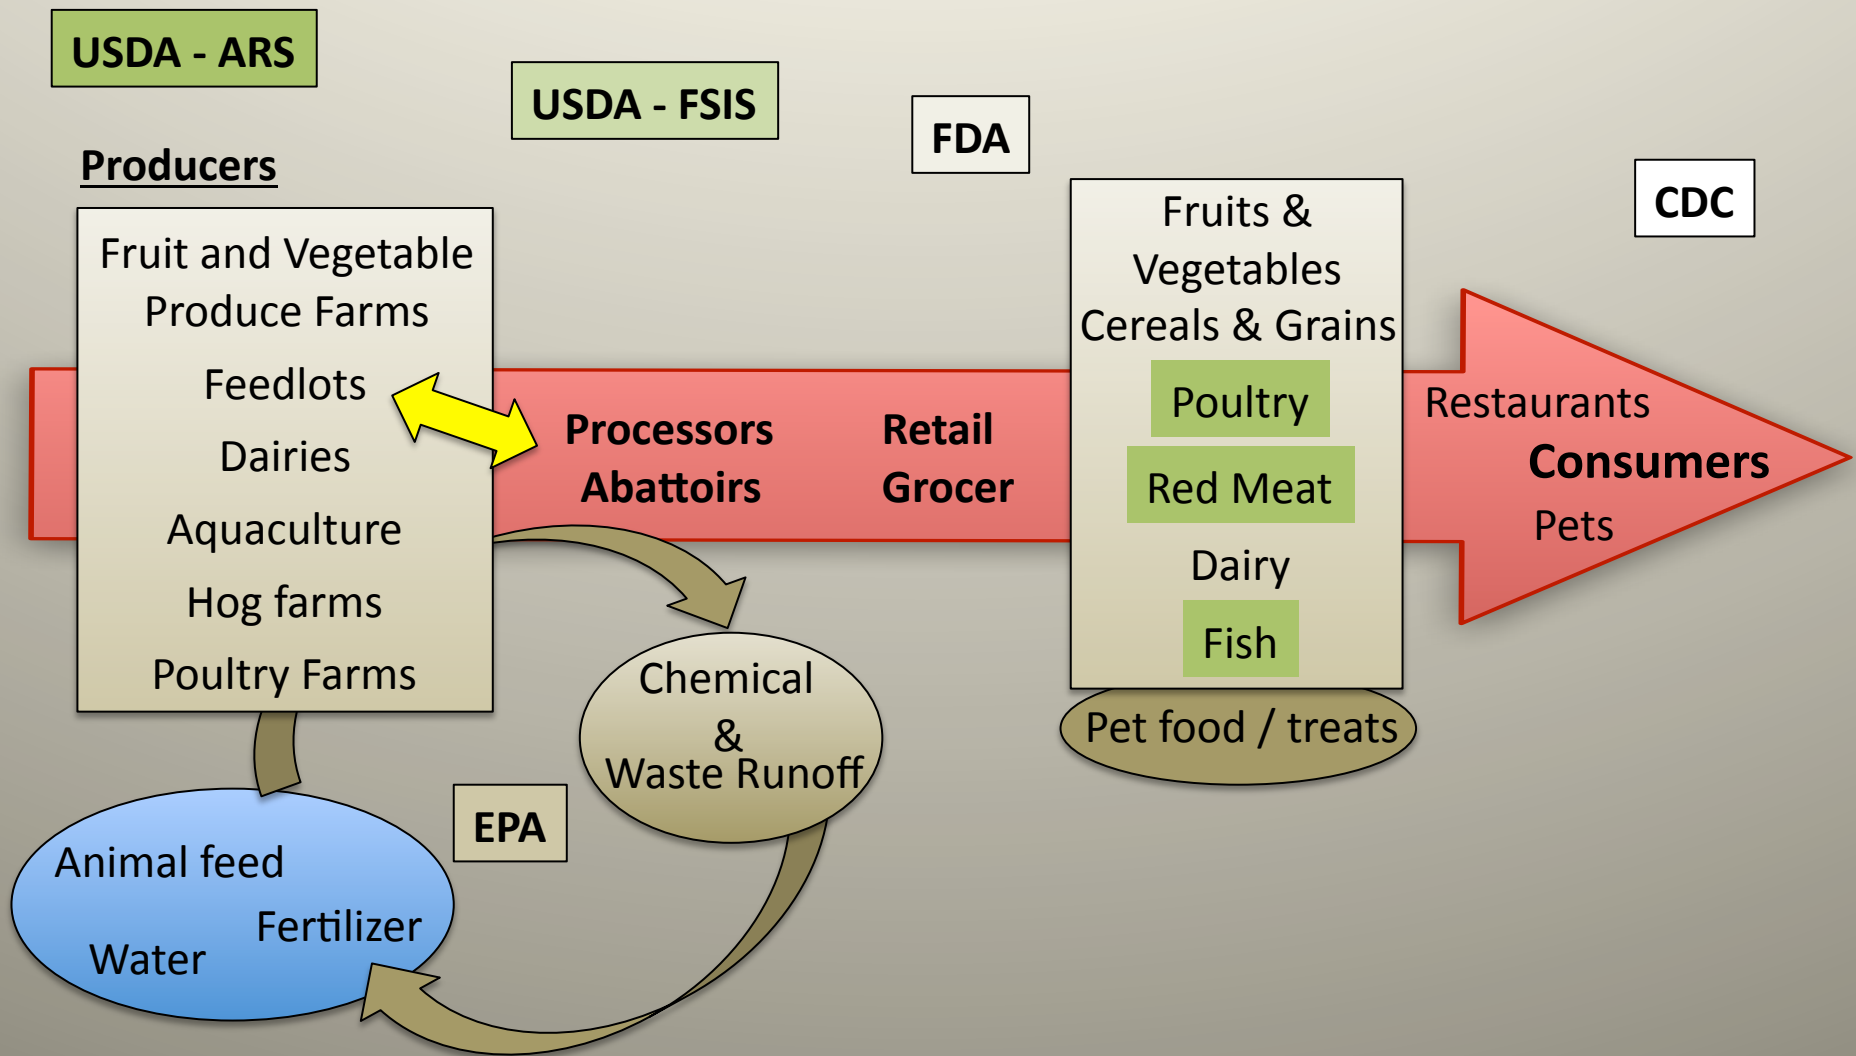 USDA - ARS
USDA - FSIS
FDA
CDC
Producers
Fruit and Vegetable
Produce Farms
Feedlots
Dairies
Aquaculture
Hog farms
Poultry Farms
Processors
Abattoirs
Retail
Grocer
Fruits &
Vegetables
Cereals & Grains
Poultry
Red Meat
Dairy
Fish
Pet food / treats
Restaurants
Consumers
Pets
Chemical
&
Waste Runoff
EPA
Animal feed
Fertilizer
Water